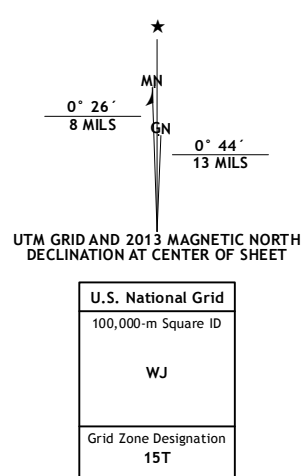 ★
MN
0° 26´
8 MILS
GN
0° 44´
13 MILS
UTM GRID AND 2013 MAGNETIC NORTH
DECLINATION AT CENTER OF SHEET
U.S. National Grid
100,000-m Square ID
WJ
Grid Zone Designation
15T